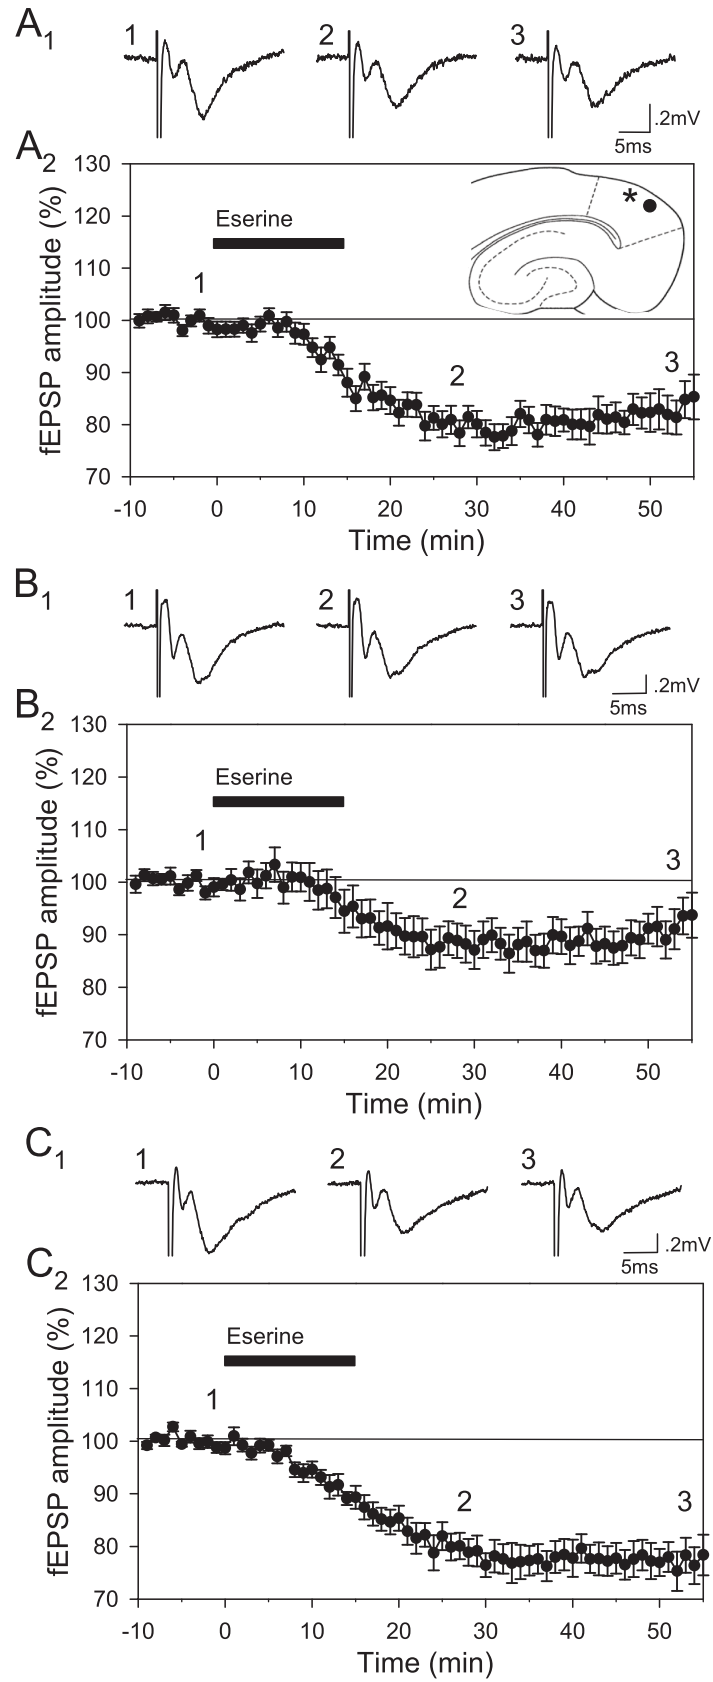 A1
1 2 3
.2mV
5ms
A2
fEPSP amplitude (%)
130
120
110
100
90
80
70
Eserine
*
1
2
3
-10 0 10 20 30 40 50
Time (min)
B1
1 2 3
.2mV
5ms
B2
fEPSP amplitude (%)
130
120
110
100
90
80
70
Eserine
1
2
3
-10 0 10 20 30 40 50
Time (min)
C1
1 2 3
.2mV
5ms
C2
fEPSP amplitude (%)
130
120
110
100
90
80
70
Eserine
1
2
3
-10 0 10 20 30 40 50
Time (min)